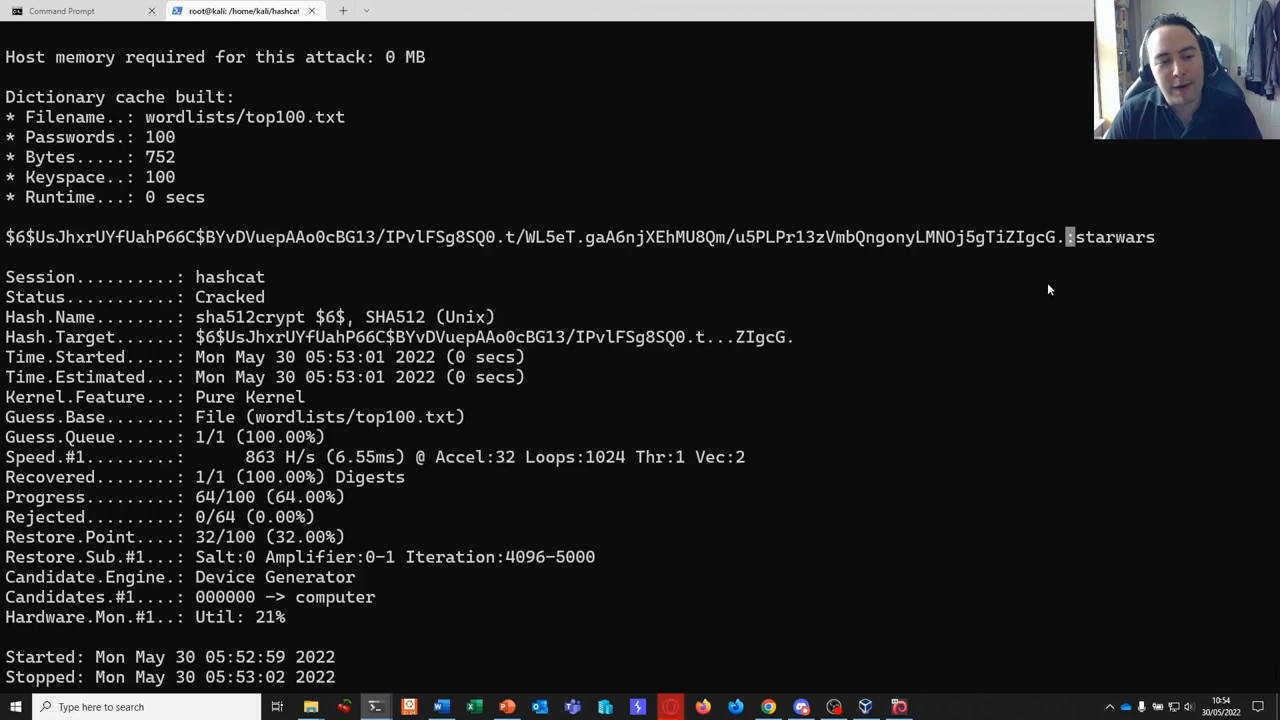 Command Prompt
root@kali: /home/kali/hashcat
Host memory required for this attack: 0 MB
Dictionary cache built:
* Filename..: wordlists/top100.txt
* Passwords.: 100
* Bytes.....: 752
* Keyspace..: 100
* Runtime...: 0 secs
$6$UsJhxrUYfUahP66C$BYvDVuepAAo0cBG13/IPvlFSg8SQ0.t/WL5eT.gaA6njXEhMU8Qm/u5PLPr13zVmbQngonyLMNOj5gTiZIgcG.:starwars
Session..........: hashcat
Status...........: Cracked
Hash.Name........: sha512crypt $6$, SHA512 (Unix)
Hash.Target......: $6$UsJhxrUYfUahP66C$BYvDVuepAAo0cBG13/IPvlFSg8SQ0.t...ZIgcG.
Time.Started.....: Mon May 30 05:53:01 2022 (0 secs)
Time.Estimated...: Mon May 30 05:53:01 2022 (0 secs)
Kernel.Feature...: Pure Kernel
Guess.Base.......: File (wordlists/top100.txt)
Guess.Queue......: 1/1 (100.00%)
Speed.#1.........:      863 H/s (6.55ms) @ Accel:32 Loops:1024 Thr:1 Vec:2
Recovered........: 1/1 (100.00%) Digests
Progress.........: 64/100 (64.00%)
Rejected.........: 0/64 (0.00%)
Restore.Point....: 32/100 (32.00%)
Restore.Sub.#1...: Salt:0 Amplifier:0-1 Iteration:4096-5000
Candidate.Engine.: Device Generator
Candidates.#1....: 000000 -> computer
Hardware.Mon.#1..: Util: 21%
Started: Mon May 30 05:52:59 2022
Stopped: Mon May 30 05:53:02 2022
Type here to search
10:54
30/05/2022